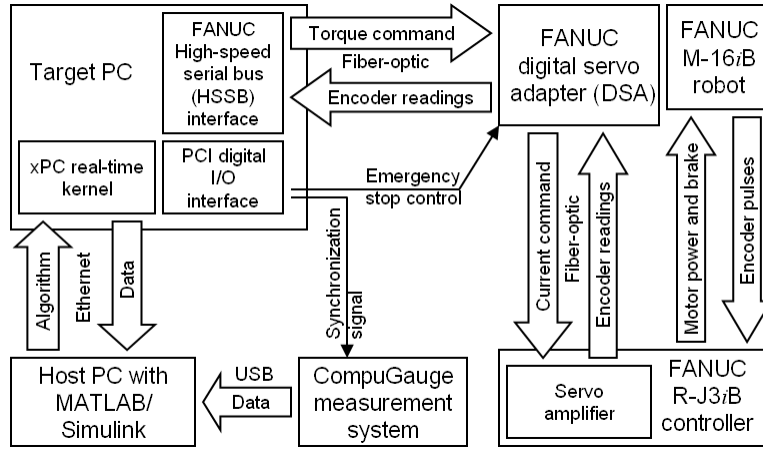 Target PC
FANUC
High-speed
serial bus
(HSSB)
interface
xPC real-time
kernel
PCI digital
I/O
interface
Torque command
Fiber-optic
Encoder readings
FANUC
digital servo
adapter (DSA)
FANUC
M-16iB
robot
Emergency
stop control
Synchronization
signal
Algorithm
Ethernet
Data
Current command
Fiber-optic
Encoder readings
Motor power and brake
Encoder pulses
Host PC with
MATLAB/
Simulink
USB
Data
CompuGauge
measurement
system
Servo
amplifier
FANUC
R-J3iB
controller